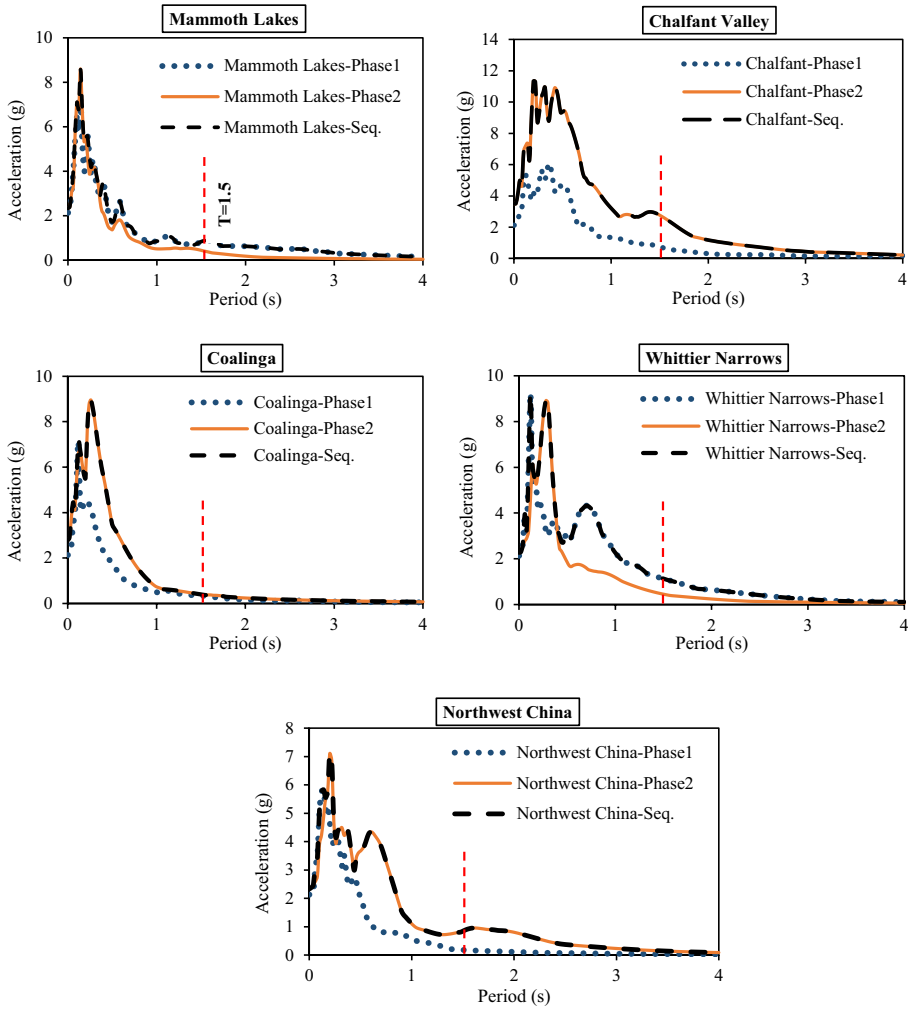 Mammoth Lakes
10
8
6
4
2
0
0 1 2 3 4
Acceleration (g)
Period (s)
Mammoth Lakes-Phase1
Mammoth Lakes-Phase2
Mammoth Lakes-Seq.
T=1.5
Chalfant Valley
14
12
10
8
6
4
2
0
0 1 2 3 4
Acceleration (g)
Period (s)
Chalfant-Phase1
Chalfant-Phase2
Chalfant-Seq.
Coalinga
10
8
6
4
2
0
0 1 2 3 4
Acceleration (g)
Period (s)
Coalinga-Phase1
Coalinga-Phase2
Coalinga-Seq.
Whittier Narrows
10
8
6
4
2
0
0 1 2 3 4
Acceleration (g)
Period (s)
Whittier Narrows-Phase1
Whittier Narrows-Phase2
Whittier Narrows-Seq.
Northwest China
8
7
6
5
4
3
2
1
0
0 1 2 3 4
Acceleration (g)
Period (s)
Northwest China-Phase1
Northwest China-Phase2
Northwest China-Seq.